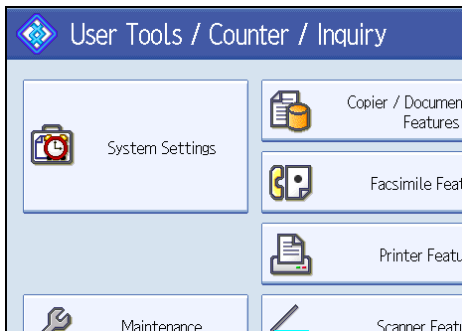 User Tools / Counter / Inquiry
System Settings
Copier / Documen
Features
Facsimile Feat
Printer Featu
Maintenance
Scanner Featu